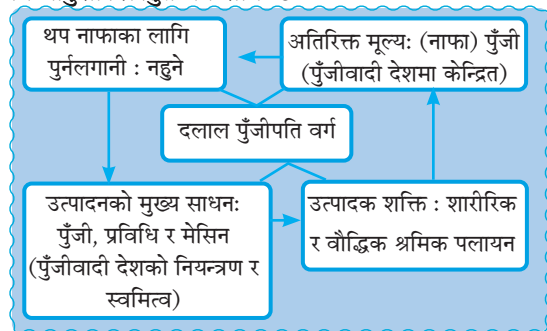 थप नाफाका लागि
पुर्नलगानी : नहुने
अतिरिक्त मूल्य: (नाफा) पुँजी
(पुँजीवादी देशमा केन्द्रित)
दलाल पुँजीपति वर्ग
उत्पादनको मुख्य साधन:
पुँजी, प्रविधि र मेसिन
(पुँजीवादी देशको नियन्त्रण र
स्वमित्व)
उत्पादक शक्ति : शारीरिक
र वौद्धिक श्रमिक पलायन